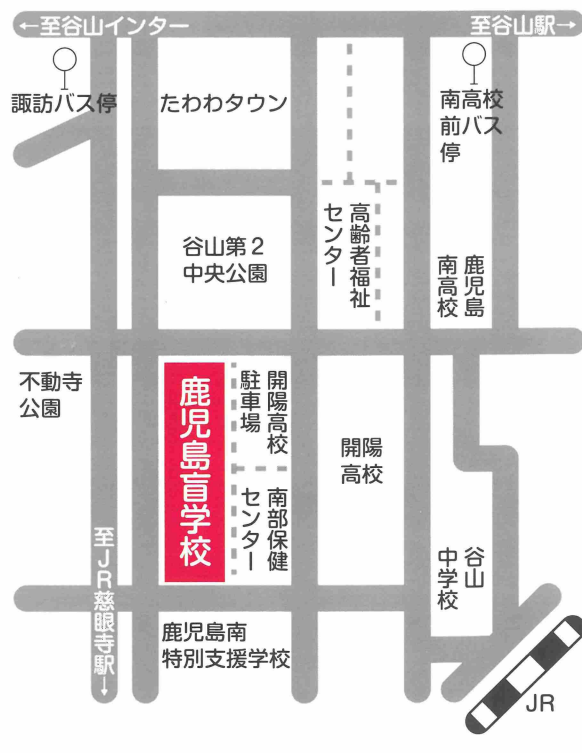 ←至谷山インター
至谷山駅→
諏訪バス停
たわわタウン
南高校
前バス
停
谷山第2
中央公園
高齢者福祉
センター
鹿児島
南高校
不動寺
公園
鹿児島盲学校
開陽高校
駐車場
南部保健
センター
開陽
高校
谷山
中学校
至JR慈眼寺駅→
鹿児島南
特別支援学校
JR